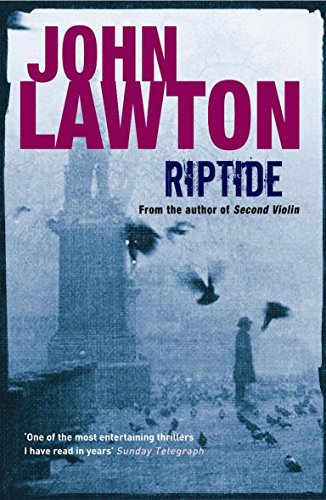 JOHN
LAWTON
RIPTIDE
From the author of Second Violin
'One of the most entertaining thrillers
I have read in years' Sunday Telegraph